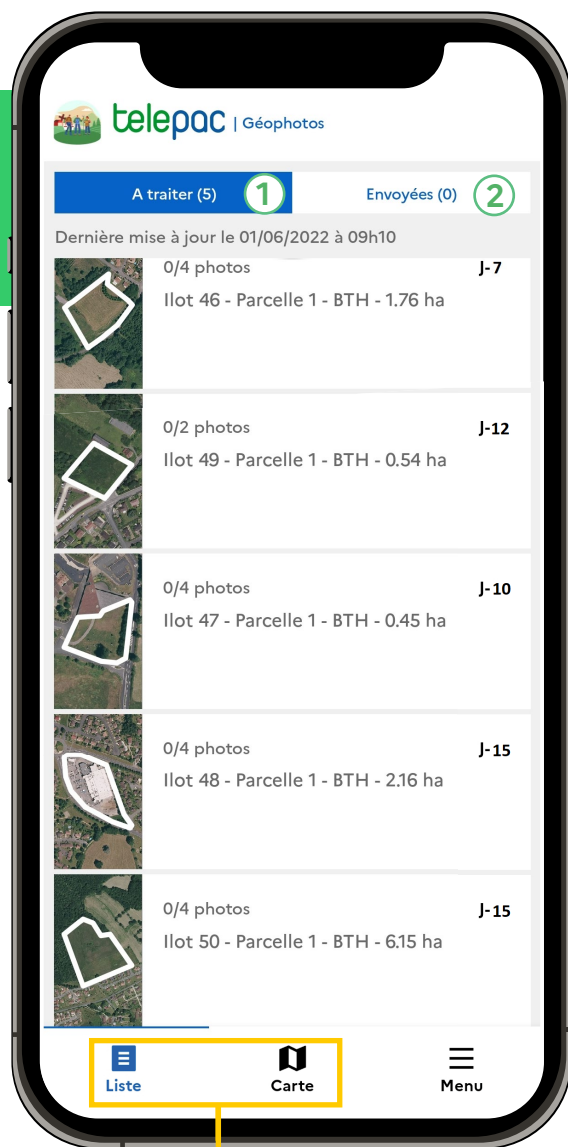 telepac | Géophotos
A traiter (5) 1 Envoyées (0) 2
Dernière mise à jour le 01/06/2022 à 09h10
0/4 photos J-7
Ilot 46 - Parcelle 1 - BTH - 1.76 ha
0/2 photos J-12
Ilot 49 - Parcelle 1 - BTH - 0.54 ha
0/4 photos J-10
Ilot 47 - Parcelle 1 - BTH - 0.45 ha
0/4 photos J-15
Ilot 48 - Parcelle 1 - BTH - 2.16 ha
0/4 photos J-15
Ilot 50 - Parcelle 1 - BTH - 6.15 ha
Liste Carte Menu